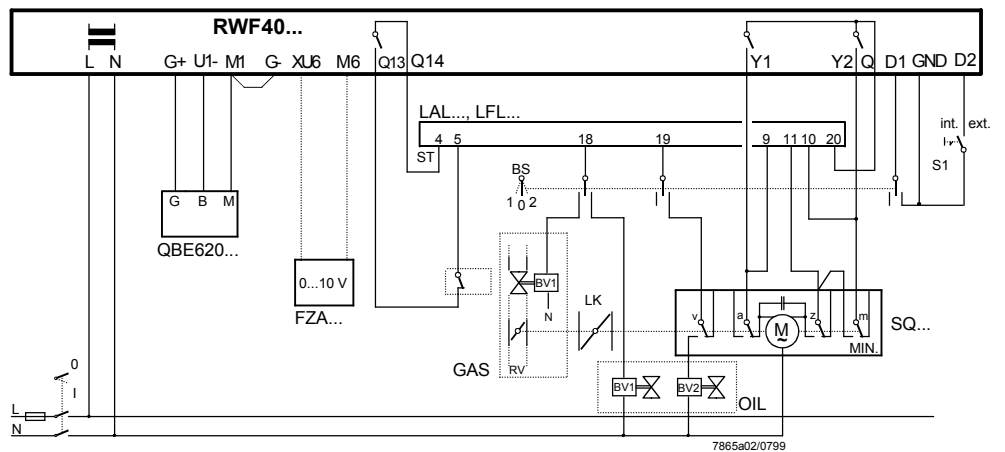 RWF40...
L N G+ U1- M1 G- XU6 M6 Q13 Q14 Y1 Y2 Q D1 GND D2
LAL..., LFL...
int. ext.
4 5 18 19 9 11 10 20
ST
S1
BS
1 0 2
G B M
QBE620...
0...10 V
FZA...
BV1
N
LK
v a z m
M
~
SQ...
MIN.
GAS
RV
0
I
BV1 BV2
OIL
L
N
7865a02/0799